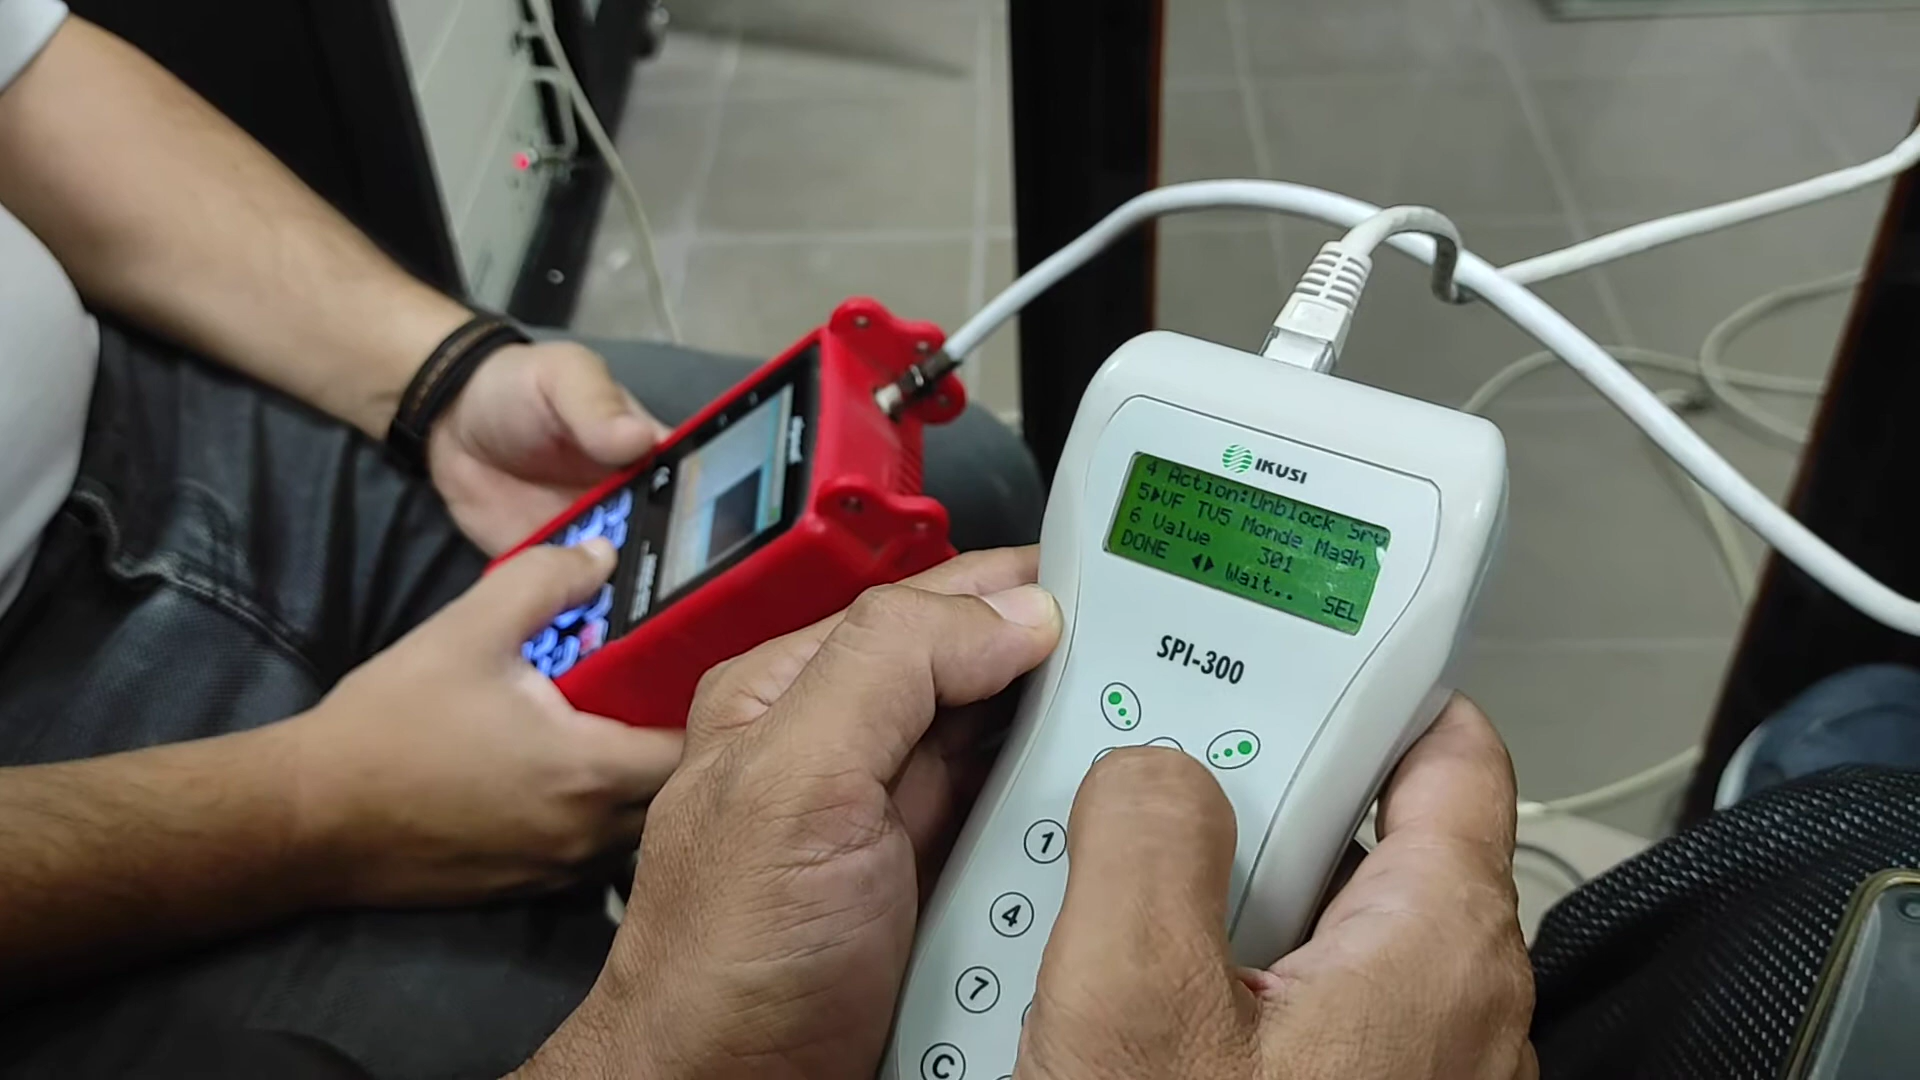 IKUSI
4 Action:Unblock Srv
5▶VF TV5 Monde Magh
6 Value 301
DONE ◀▶ Wait.. SEL
SPI-300
1
4
7
C